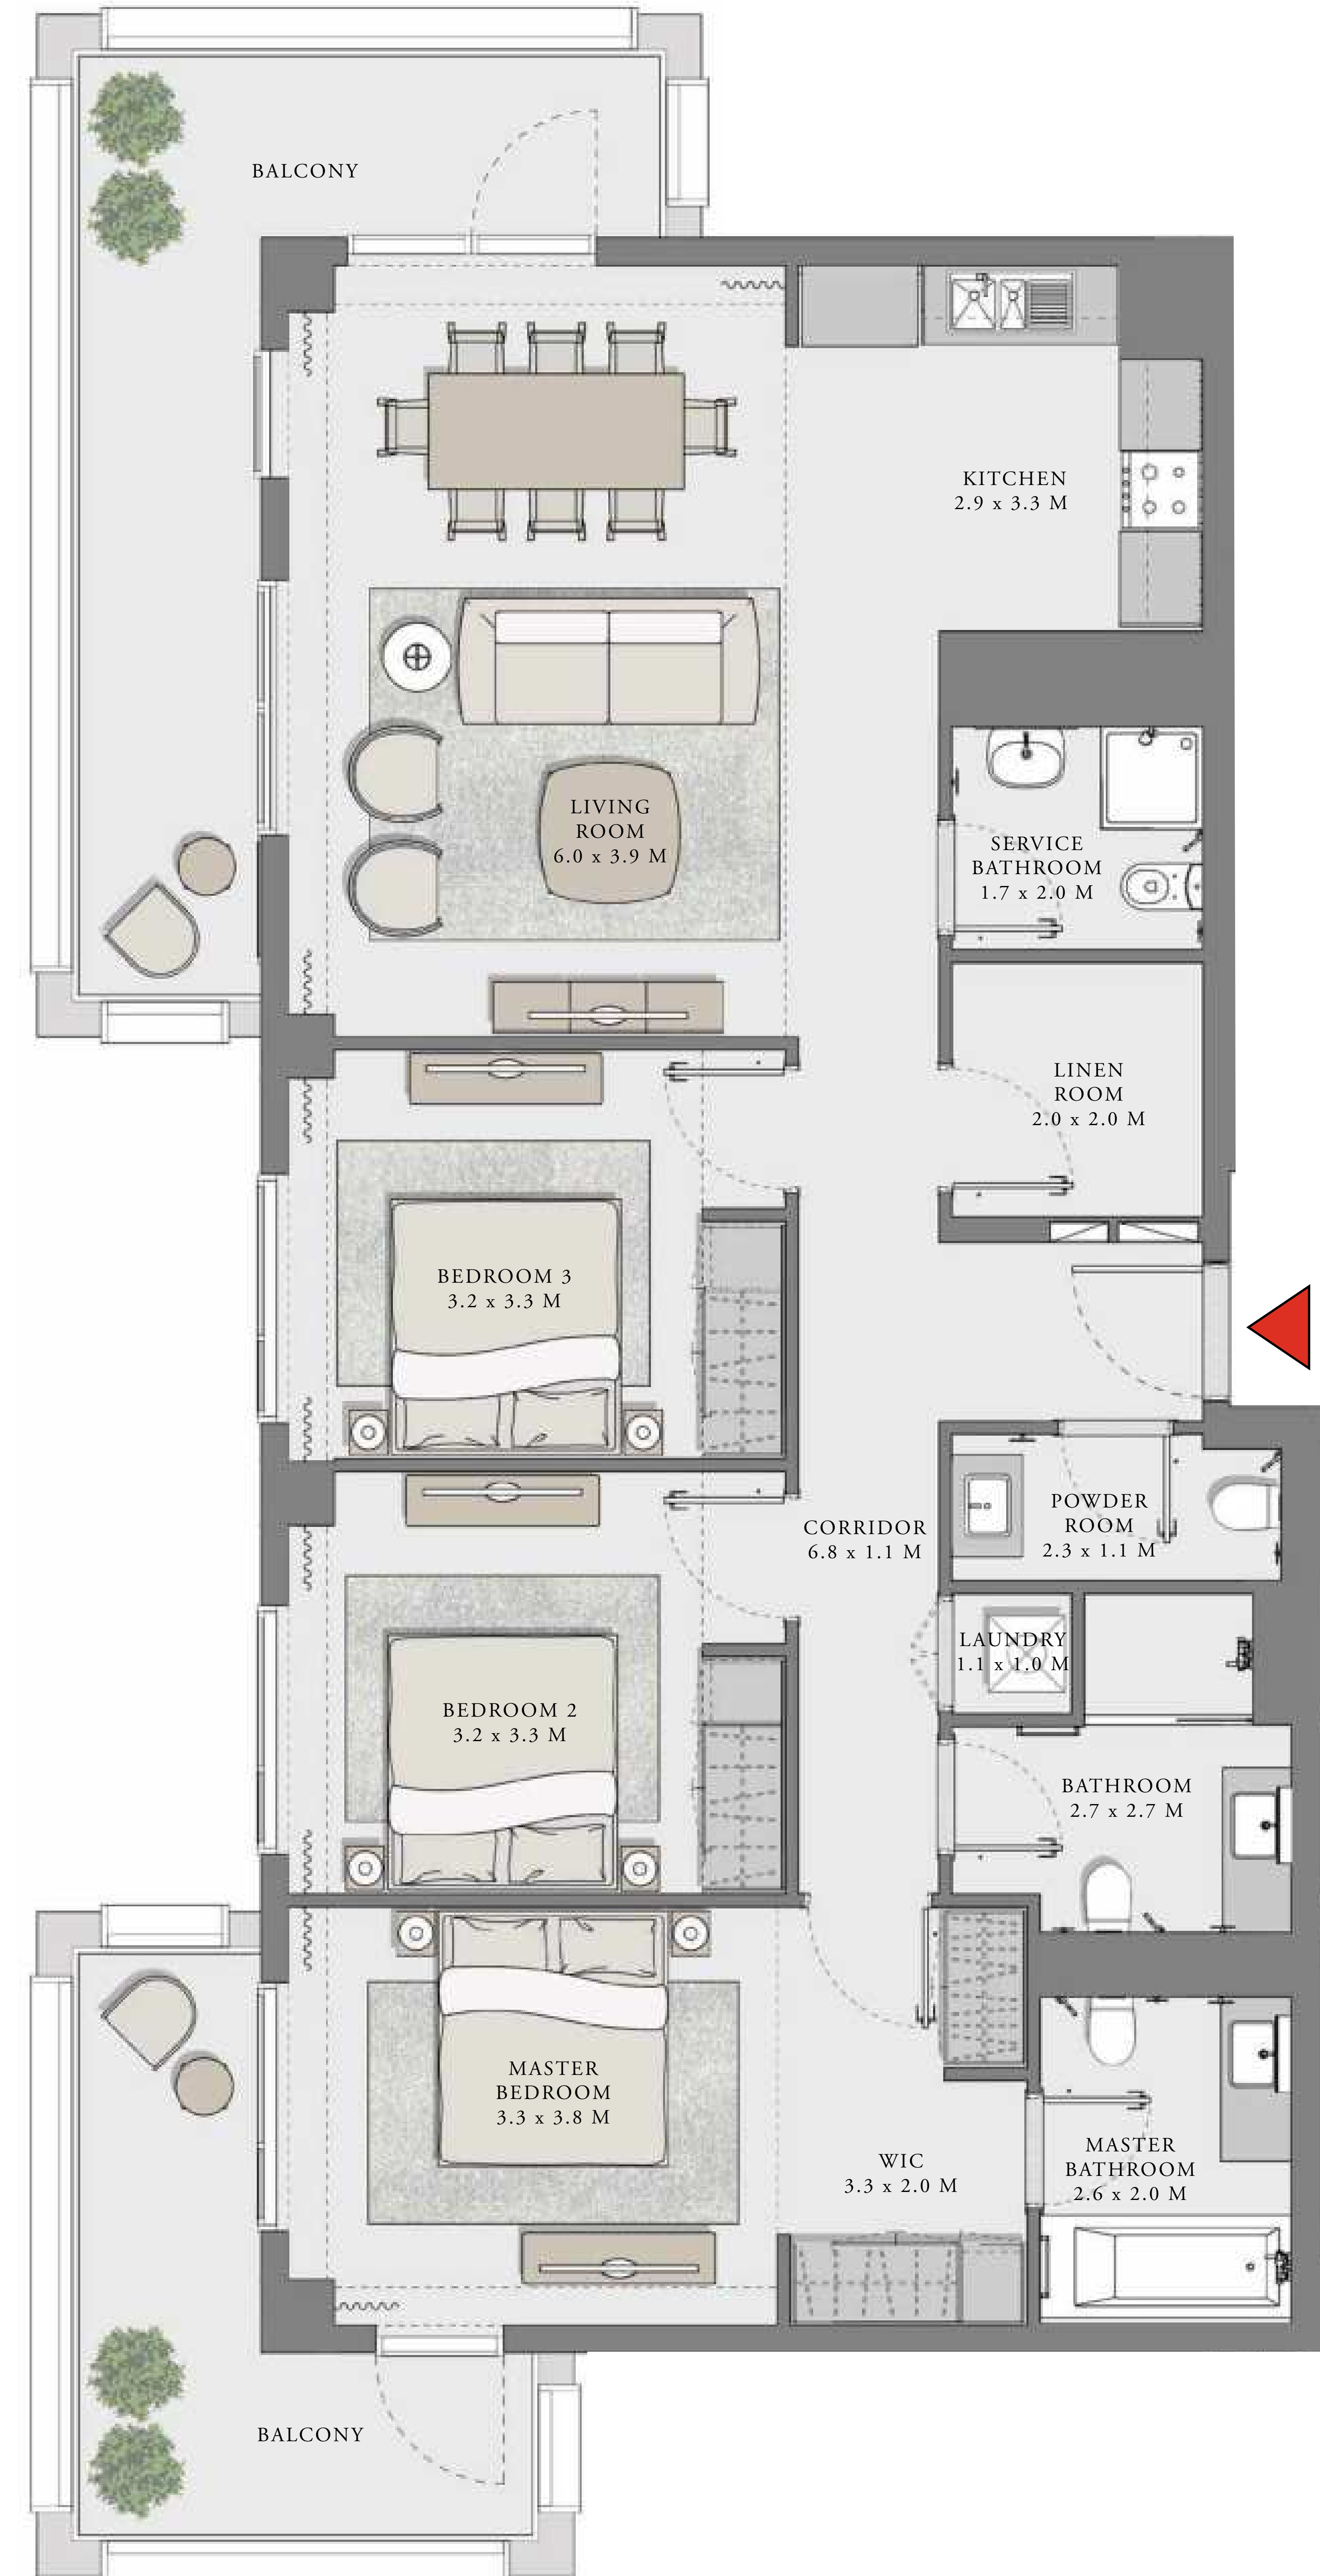 BALCONY
KITCHEN
2.9 x 3.3 M
LIVING
ROOM
6.0 x 3.9 M
SERVICE
BATHROOM
1.7 x 2.0 M
LINEN
ROOM
2.0 x 2.0 M
BEDROOM 3
3.2 x 3.3 M
CORRIDOR
6.8 x 1.1 M
POWDER
ROOM
2.3 x 1.1 M
LAUNDRY
1.1 x 1.0 M
BEDROOM 2
3.2 x 3.3 M
BATHROOM
2.7 x 2.7 M
MASTER
BEDROOM
3.3 x 3.8 M
WIC
3.3 x 2.0 M
MASTER
BATHROOM
2.6 x 2.0 M
BALCONY